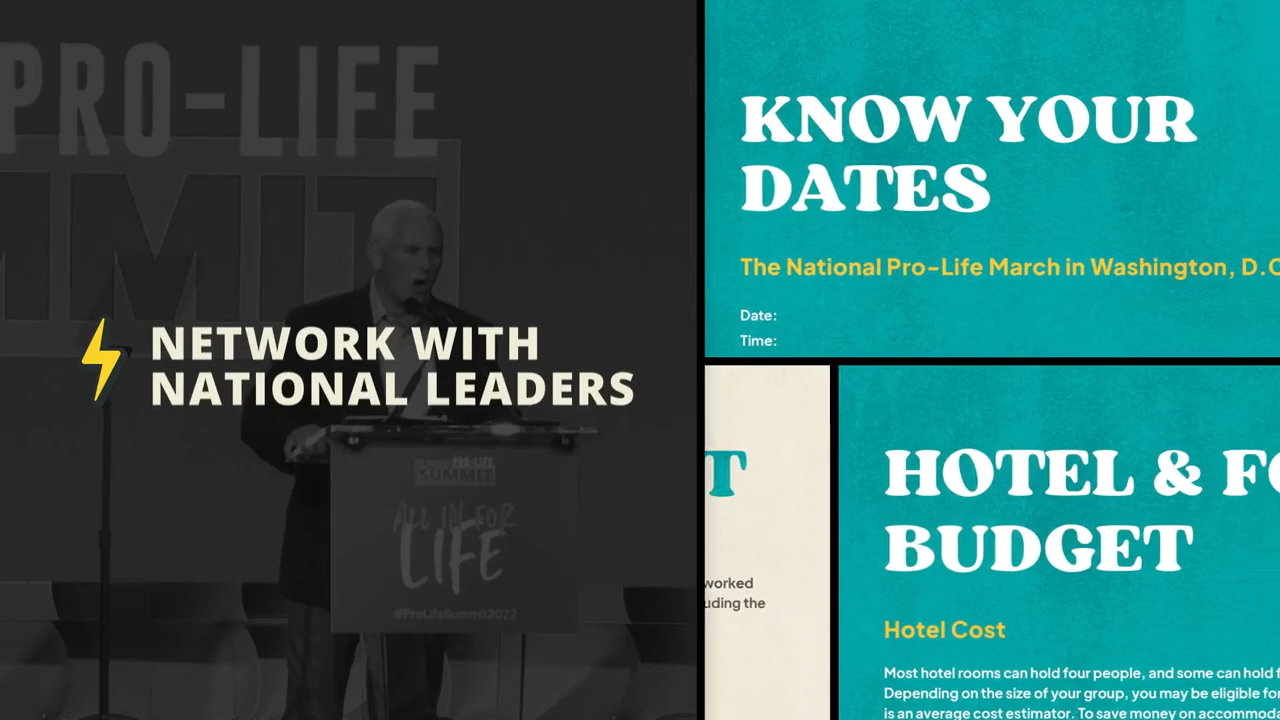 PRO-LIFE
SUMMIT
NETWORK WITH
NATIONAL LEADERS
PRO-LIFE
SUMMIT
ALL IN FOR
LIFE
#ProLifeSummit2022
KNOW YOUR
DATES
The National Pro-Life March in Washington, D.C
Date:
Time:
T
worked
uding the
HOTEL & FO
BUDGET
Hotel Cost
Most hotel rooms can hold four people, and some can hold f
Depending on the size of your group, you may be eligible for
is an average cost estimator. To save money on accommoda